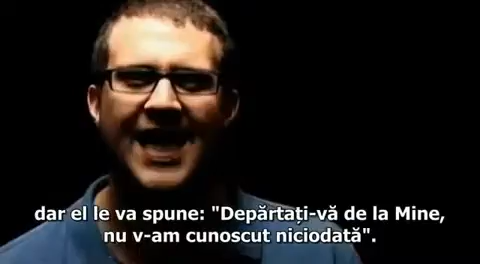 dar el le va spune: "Depărtați-vă de la Mine,
nu v-am cunoscut niciodată".